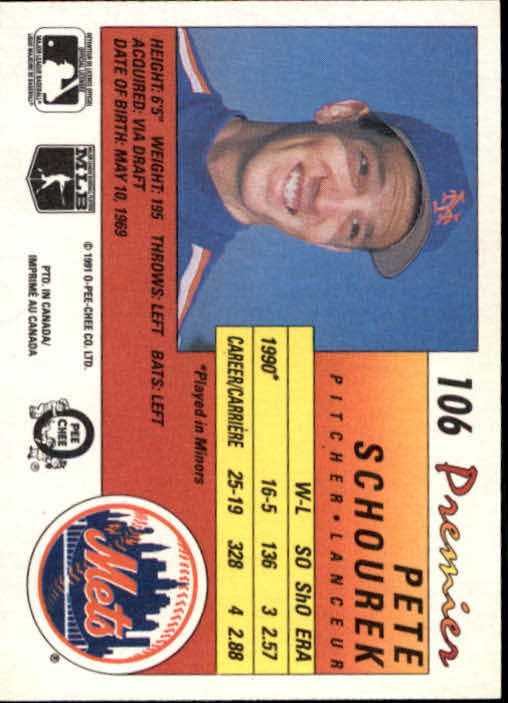 106 Premier
PETE
SCHOUREK
PITCHER • LANCEUR
W-L SO ShO ERA
1990* 16-5 136 3 2.57
CAREER/CARRIÈRE 25-19 328 4 2.88
*Played in Minors
HEIGHT: 6'5" WEIGHT: 195 THROWS: LEFT BATS: LEFT
ACQUIRED: VIA DRAFT
DATE OF BIRTH: MAY 10, 1969
MLB
© 1991 O-PEE-CHEE CO. LTD.
PTD. IN CANADA/
IMPRIMÉ AU CANADA
O PEE CHEE ®
Mets ®
NY